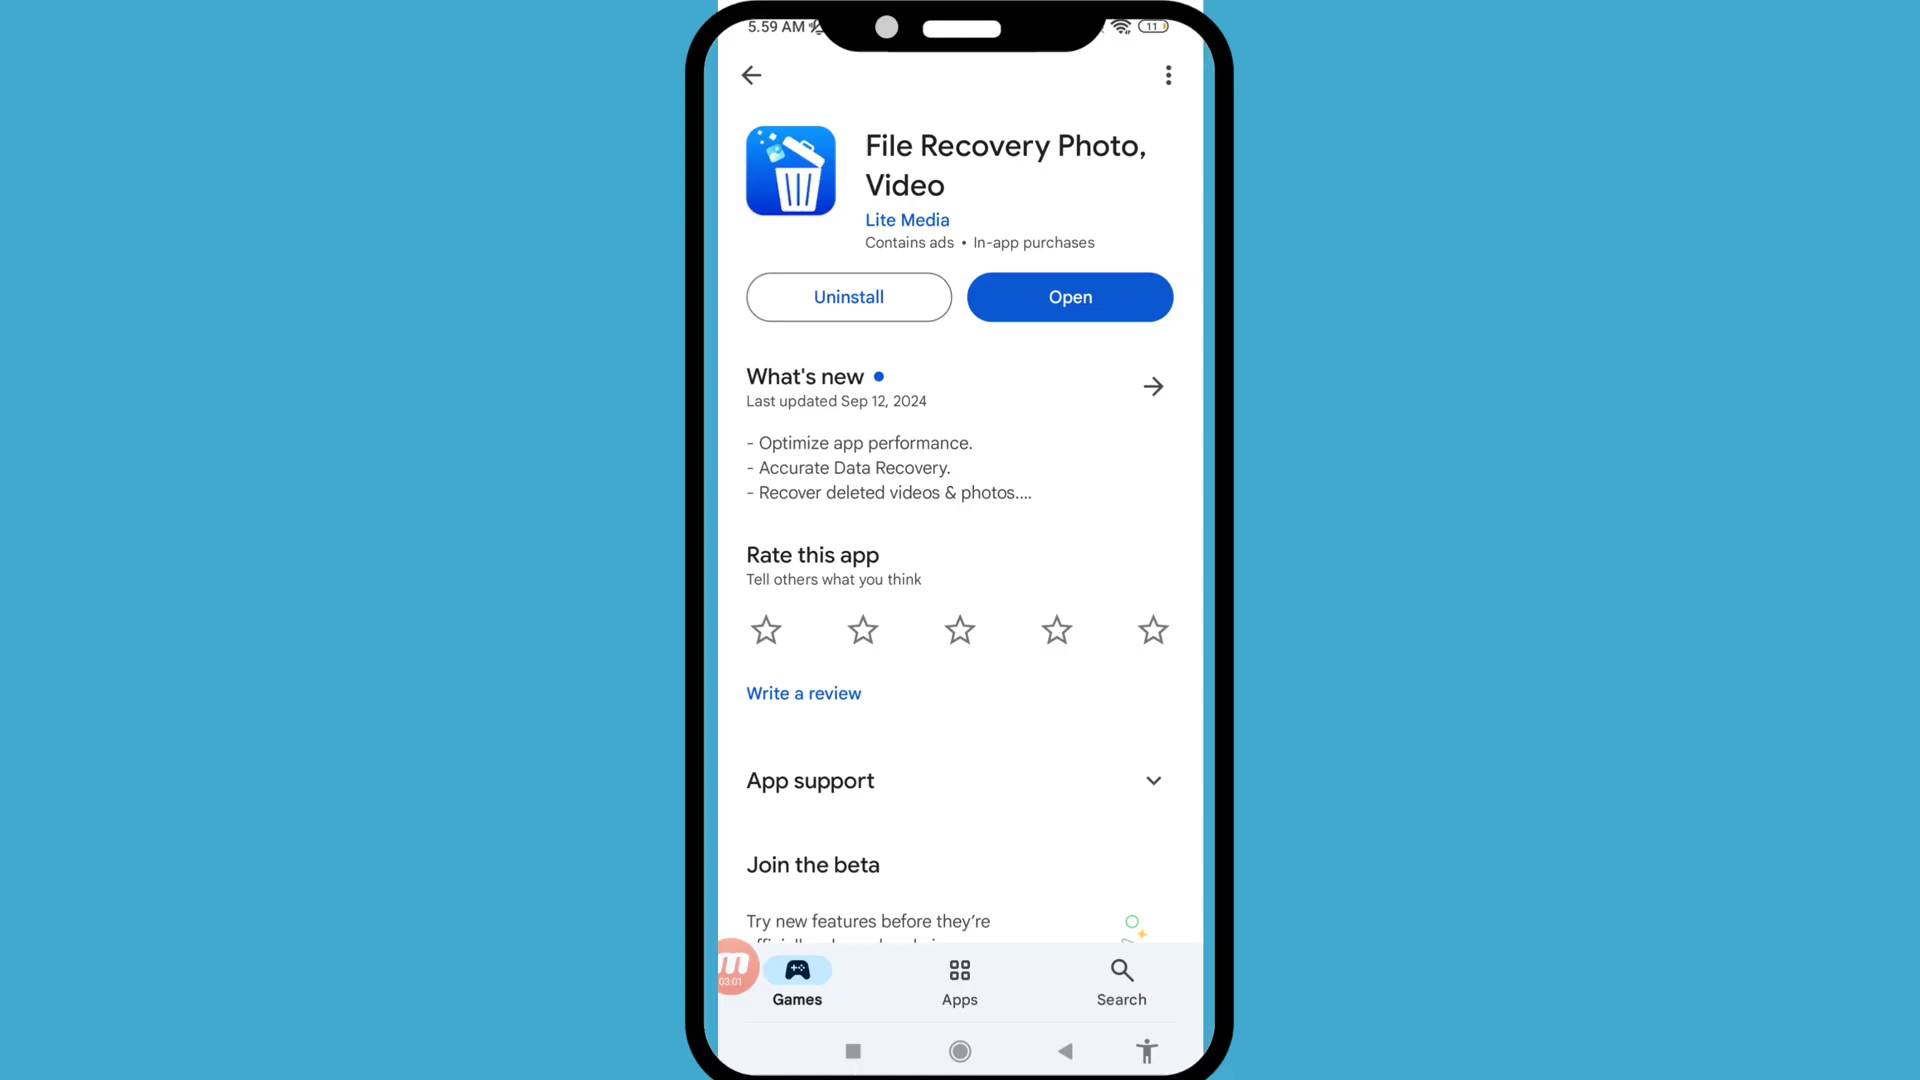 5.59 AM
11
File Recovery Photo,
Video
Lite Media
Contains ads • In-app purchases
Uninstall
Open
What's new
Last updated Sep 12, 2024
- Optimize app performance.
- Accurate Data Recovery.
- Recover deleted videos & photos....
Rate this app
Tell others what you think
Write a review
App support
Join the beta
Try new features before they're
03:01
Games
Apps
Search